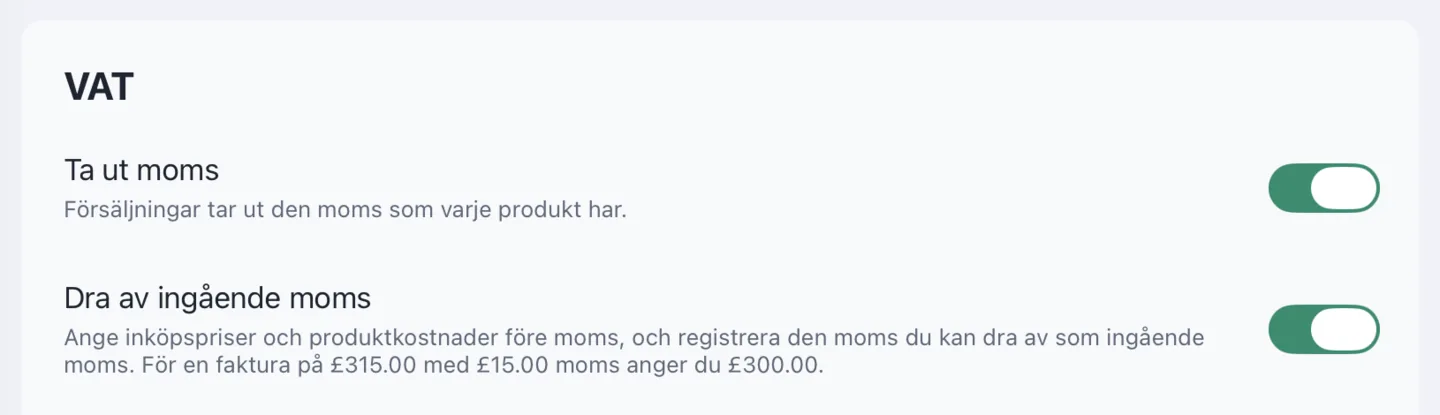 VAT
Ta ut moms
Försäljningar tar ut den moms som varje produkt har.
Dra av ingående moms
Ange inköpspriser och produktkostnader före moms, och registrera den moms du kan dra av som ingående
moms. För en faktura på £315.00 med £15.00 moms anger du £300.00.